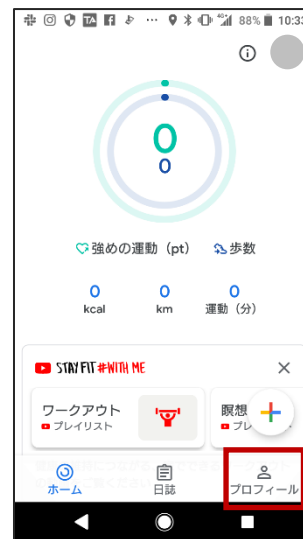 88% 10:33
0
0
強めの運動（pt） 歩数
0 0 0
kcal km 運動（分）
STAY FIT #WITH ME
ワークアウト
プレイリスト
瞑想
プレ
ホーム 日誌 プロフィール